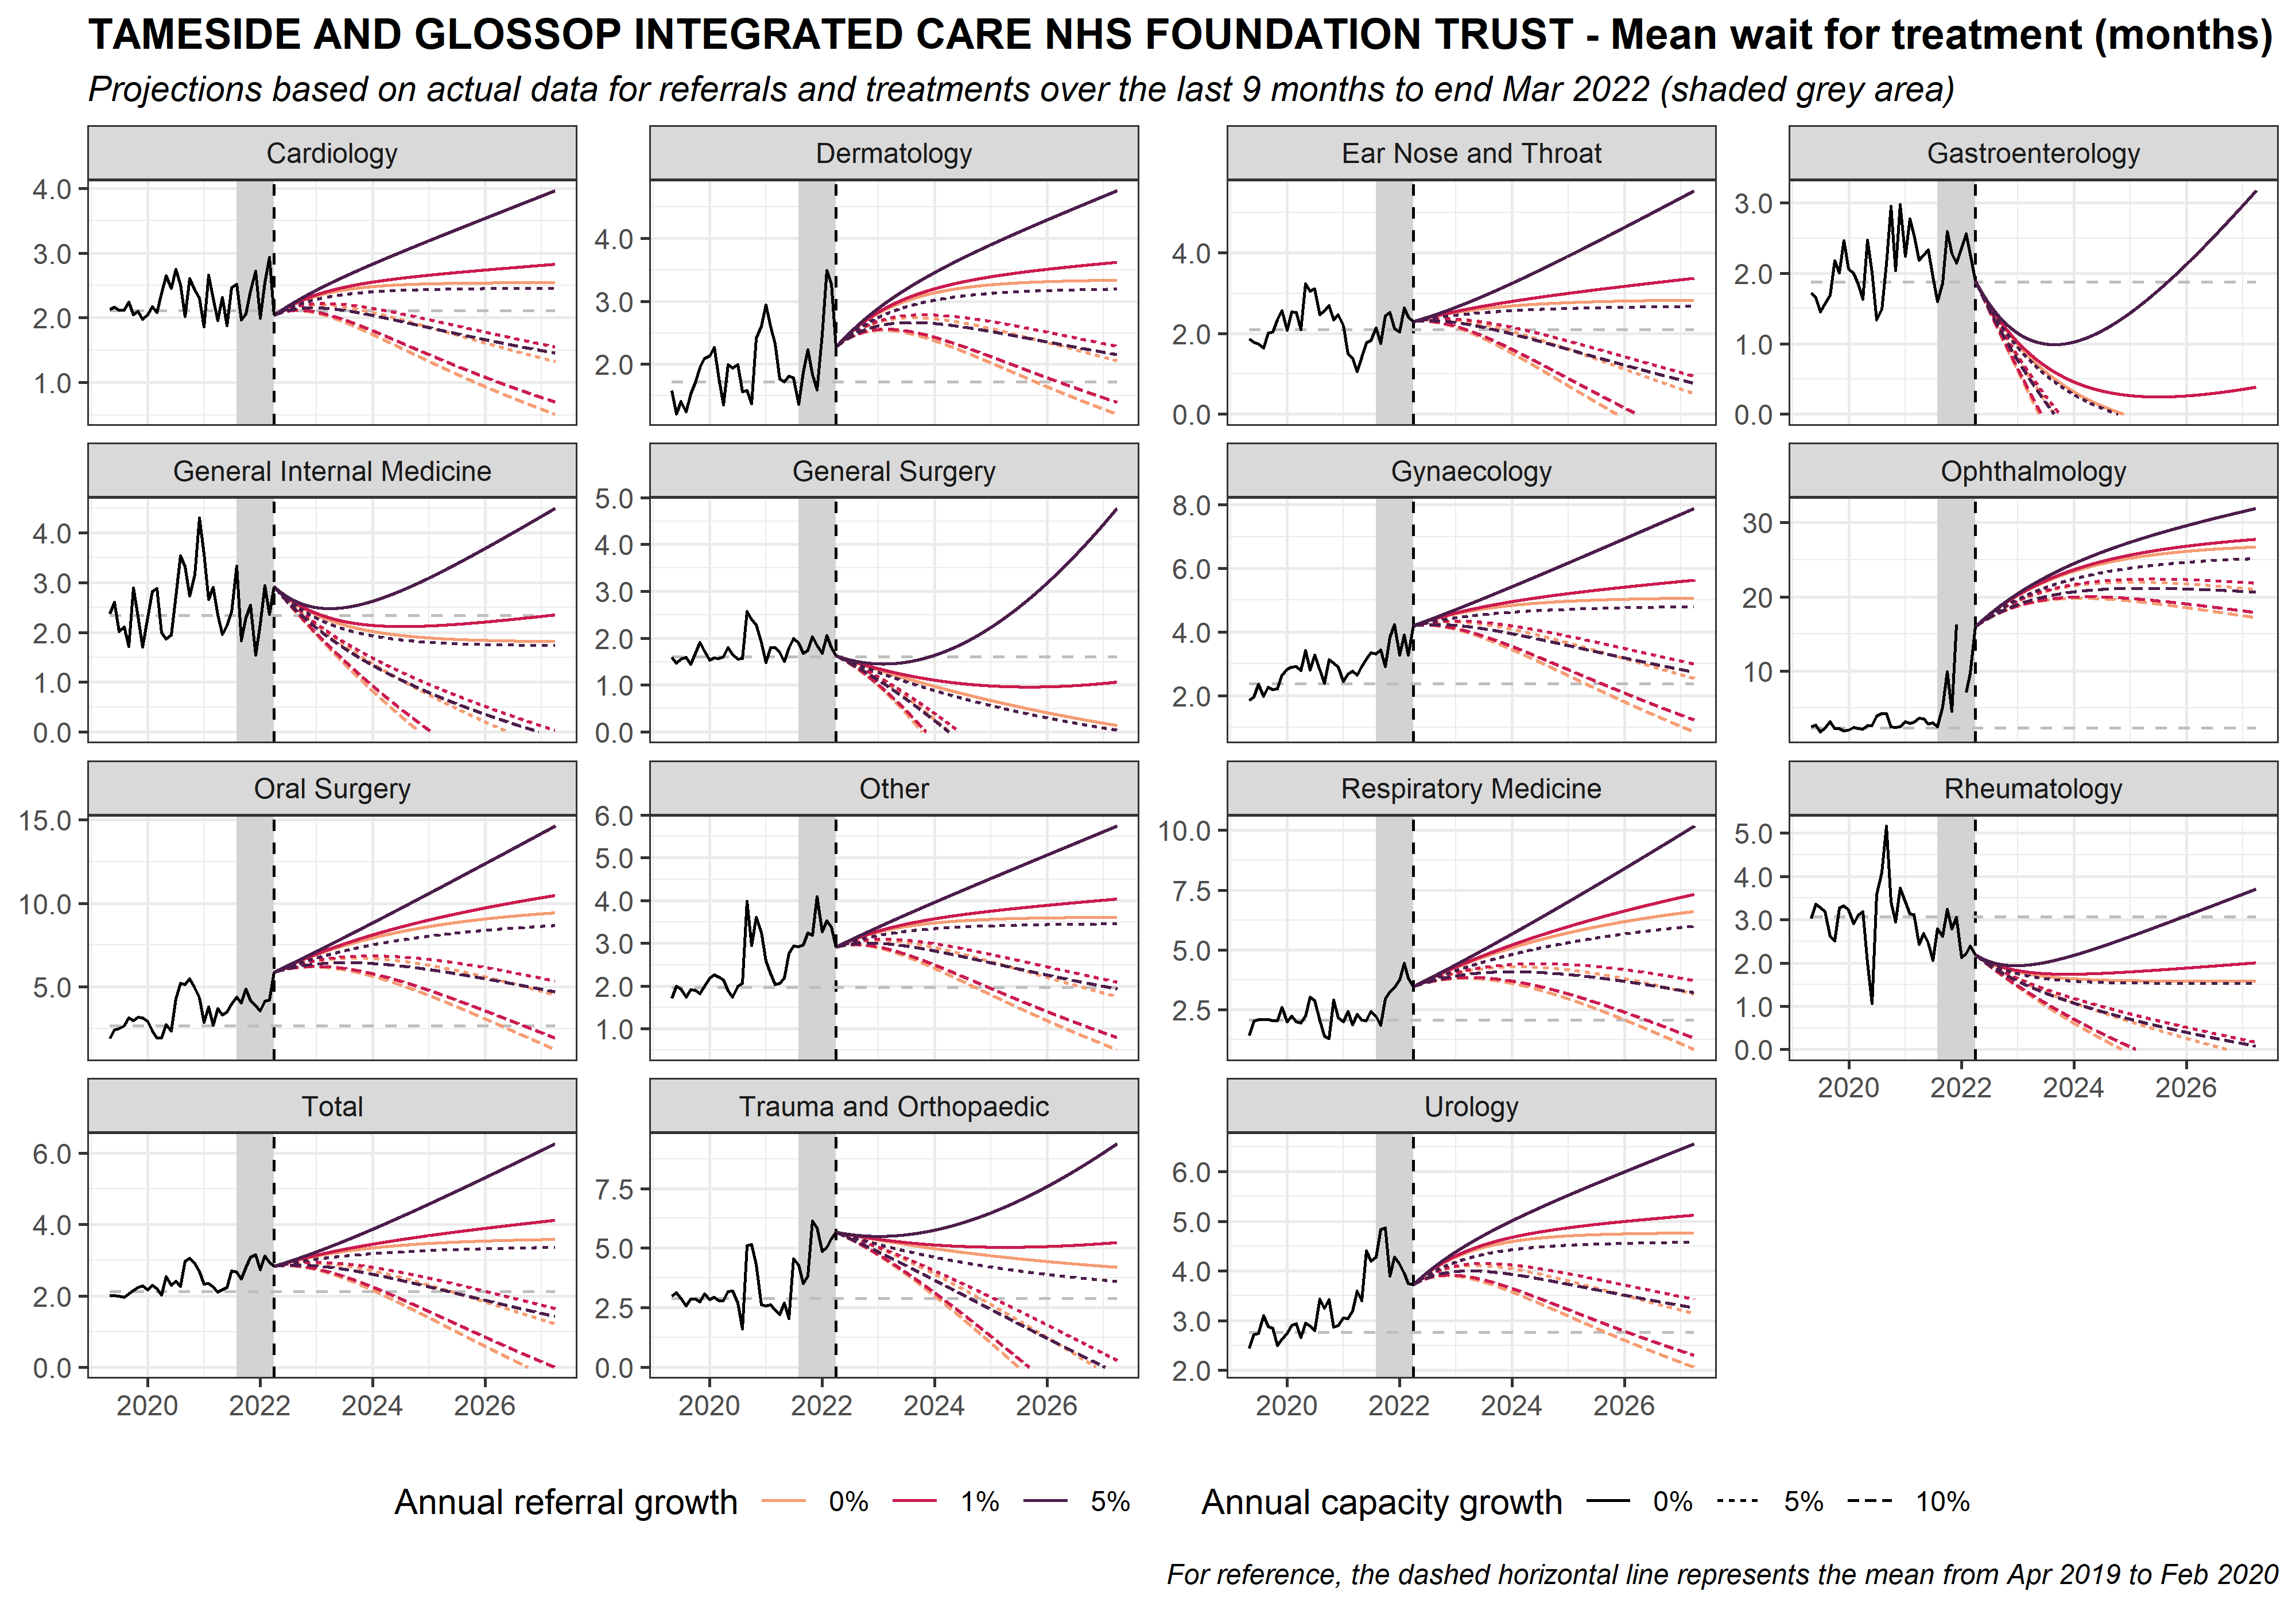 TAMESIDE AND GLOSSOP INTEGRATED CARE NHS FOUNDATION TRUST - Mean wait for treatment (months)
Projections based on actual data for referrals and treatments over the last 9 months to end Mar 2022 (shaded grey area)
Cardiology
4.0
3.0
2.0
1.0
Dermatology
4.0
3.0
2.0
Ear Nose and Throat
4.0
2.0
0.0
Gastroenterology
3.0
2.0
1.0
0.0
General Internal Medicine
4.0
3.0
2.0
1.0
0.0
General Surgery
5.0
4.0
3.0
2.0
1.0
0.0
Gynaecology
8.0
6.0
4.0
2.0
Ophthalmology
30
20
10
Oral Surgery
15.0
10.0
5.0
Other
6.0
5.0
4.0
3.0
2.0
1.0
Respiratory Medicine
10.0
7.5
5.0
2.5
Rheumatology
5.0
4.0
3.0
2.0
1.0
0.0
2020 2022 2024 2026
Total
6.0
4.0
2.0
0.0
2020 2022 2024 2026
Trauma and Orthopaedic
7.5
5.0
2.5
0.0
2020 2022 2024 2026
Urology
6.0
5.0
4.0
3.0
2.0
2020 2022 2024 2026
Annual referral growth 0% 1% 5%
Annual capacity growth 0% 5% 10%
For reference, the dashed horizontal line represents the mean from Apr 2019 to Feb 2020